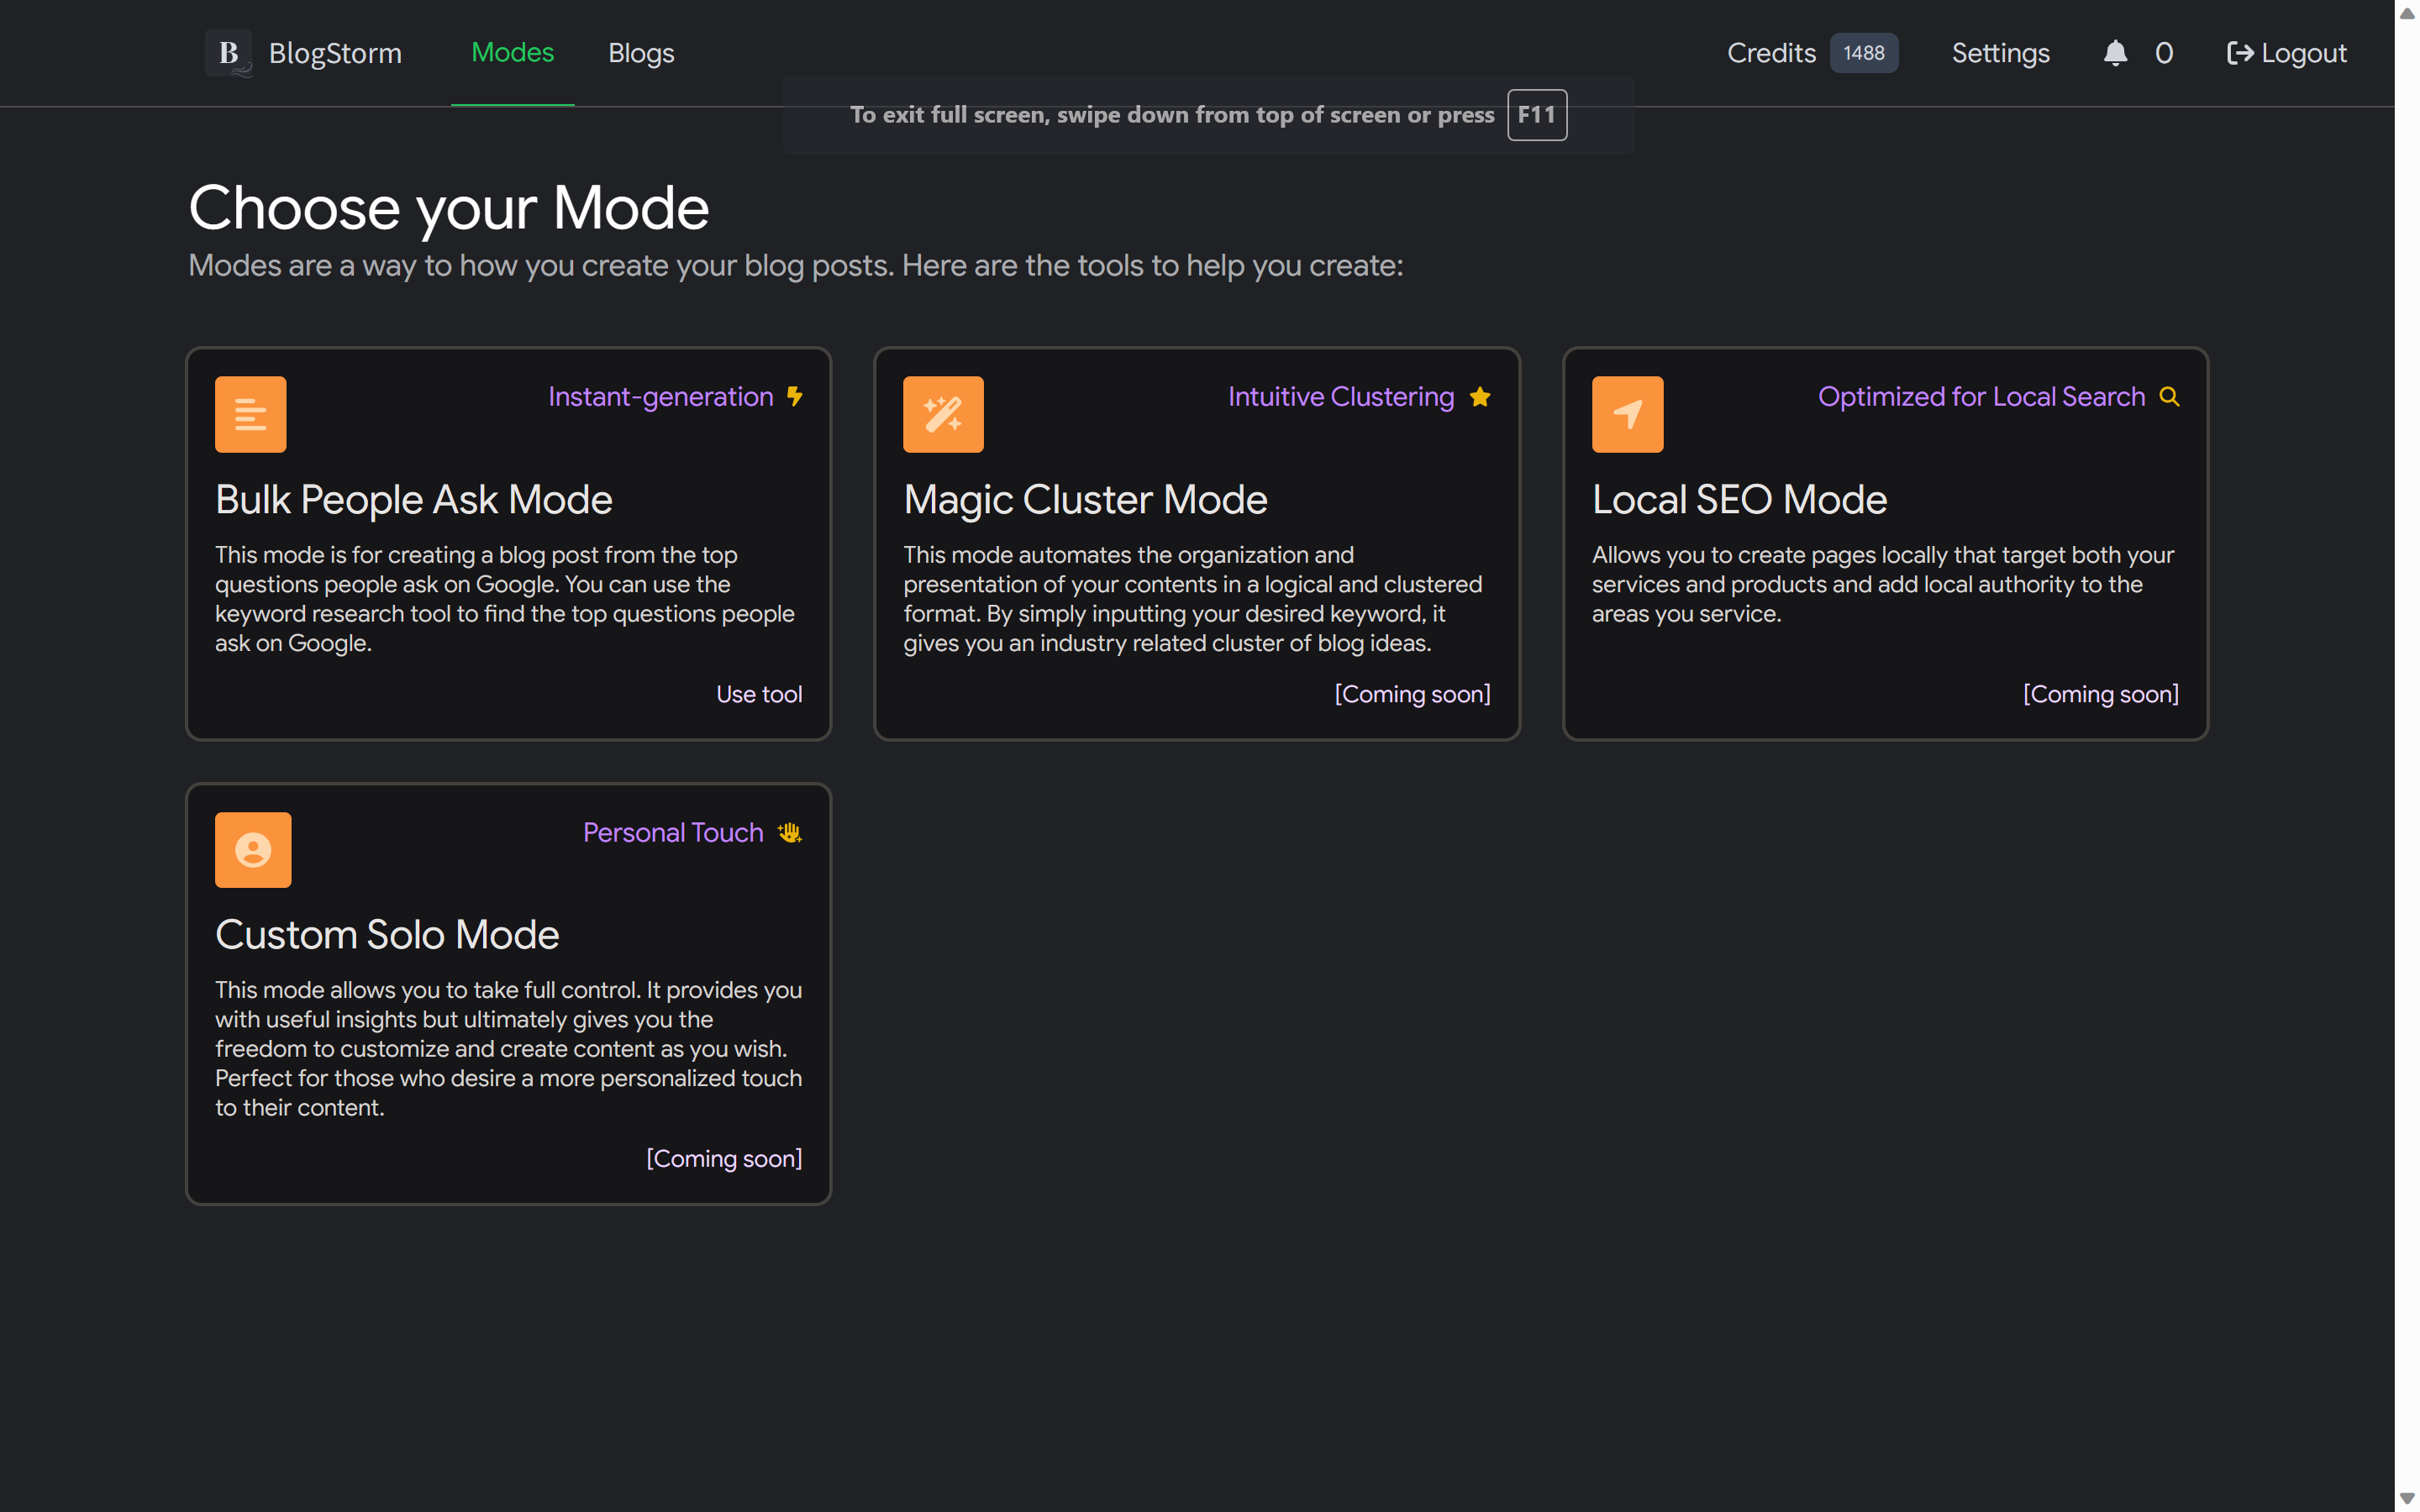 B BlogStorm Modes Blogs Credits 1488 Settings 0 Logout
To exit full screen, swipe down from top of screen or press F11
Choose your Mode
Modes are a way to how you create your blog posts. Here are the tools to help you create:
Instant-generation
Bulk People Ask Mode
This mode is for creating a blog post from the top
questions people ask on Google. You can use the
keyword research tool to find the top questions people
ask on Google.
Use tool
Intuitive Clustering
Magic Cluster Mode
This mode automates the organization and
presentation of your contents in a logical and clustered
format. By simply inputting your desired keyword, it
gives you an industry related cluster of blog ideas.
[Coming soon]
Optimized for Local Search
Local SEO Mode
Allows you to create pages locally that target both your
services and products and add local authority to the
areas you service.
[Coming soon]
Personal Touch
Custom Solo Mode
This mode allows you to take full control. It provides you
with useful insights but ultimately gives you the
freedom to customize and create content as you wish.
Perfect for those who desire a more personalized touch
to their content.
[Coming soon]